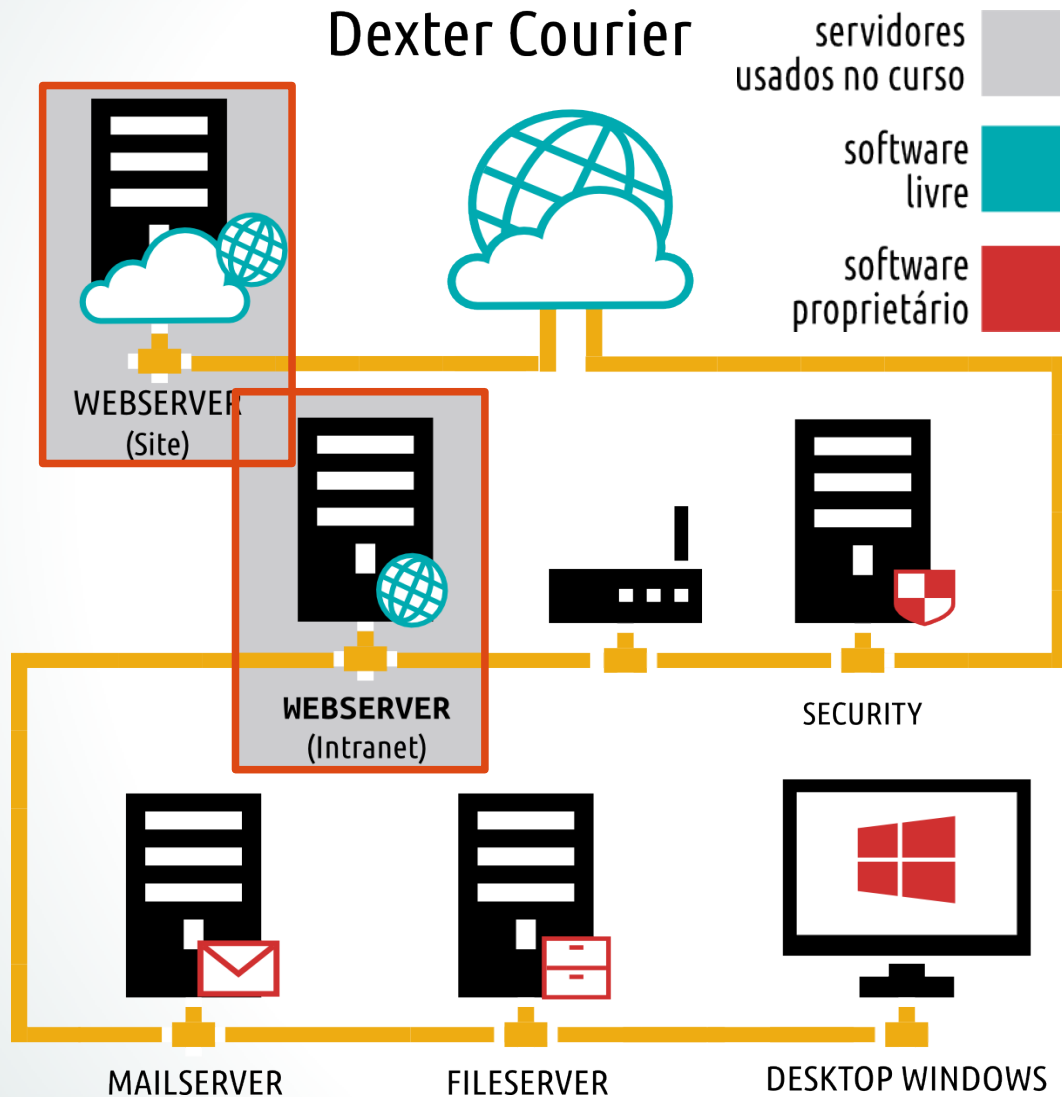 Dexter Courier
servidores
usados no curso
software
livre
software
proprietário
WEBSERVER
(Site)
WEBSERVER
(Intranet)
SECURITY
MAILSERVER
FILESERVER
DESKTOP WINDOWS